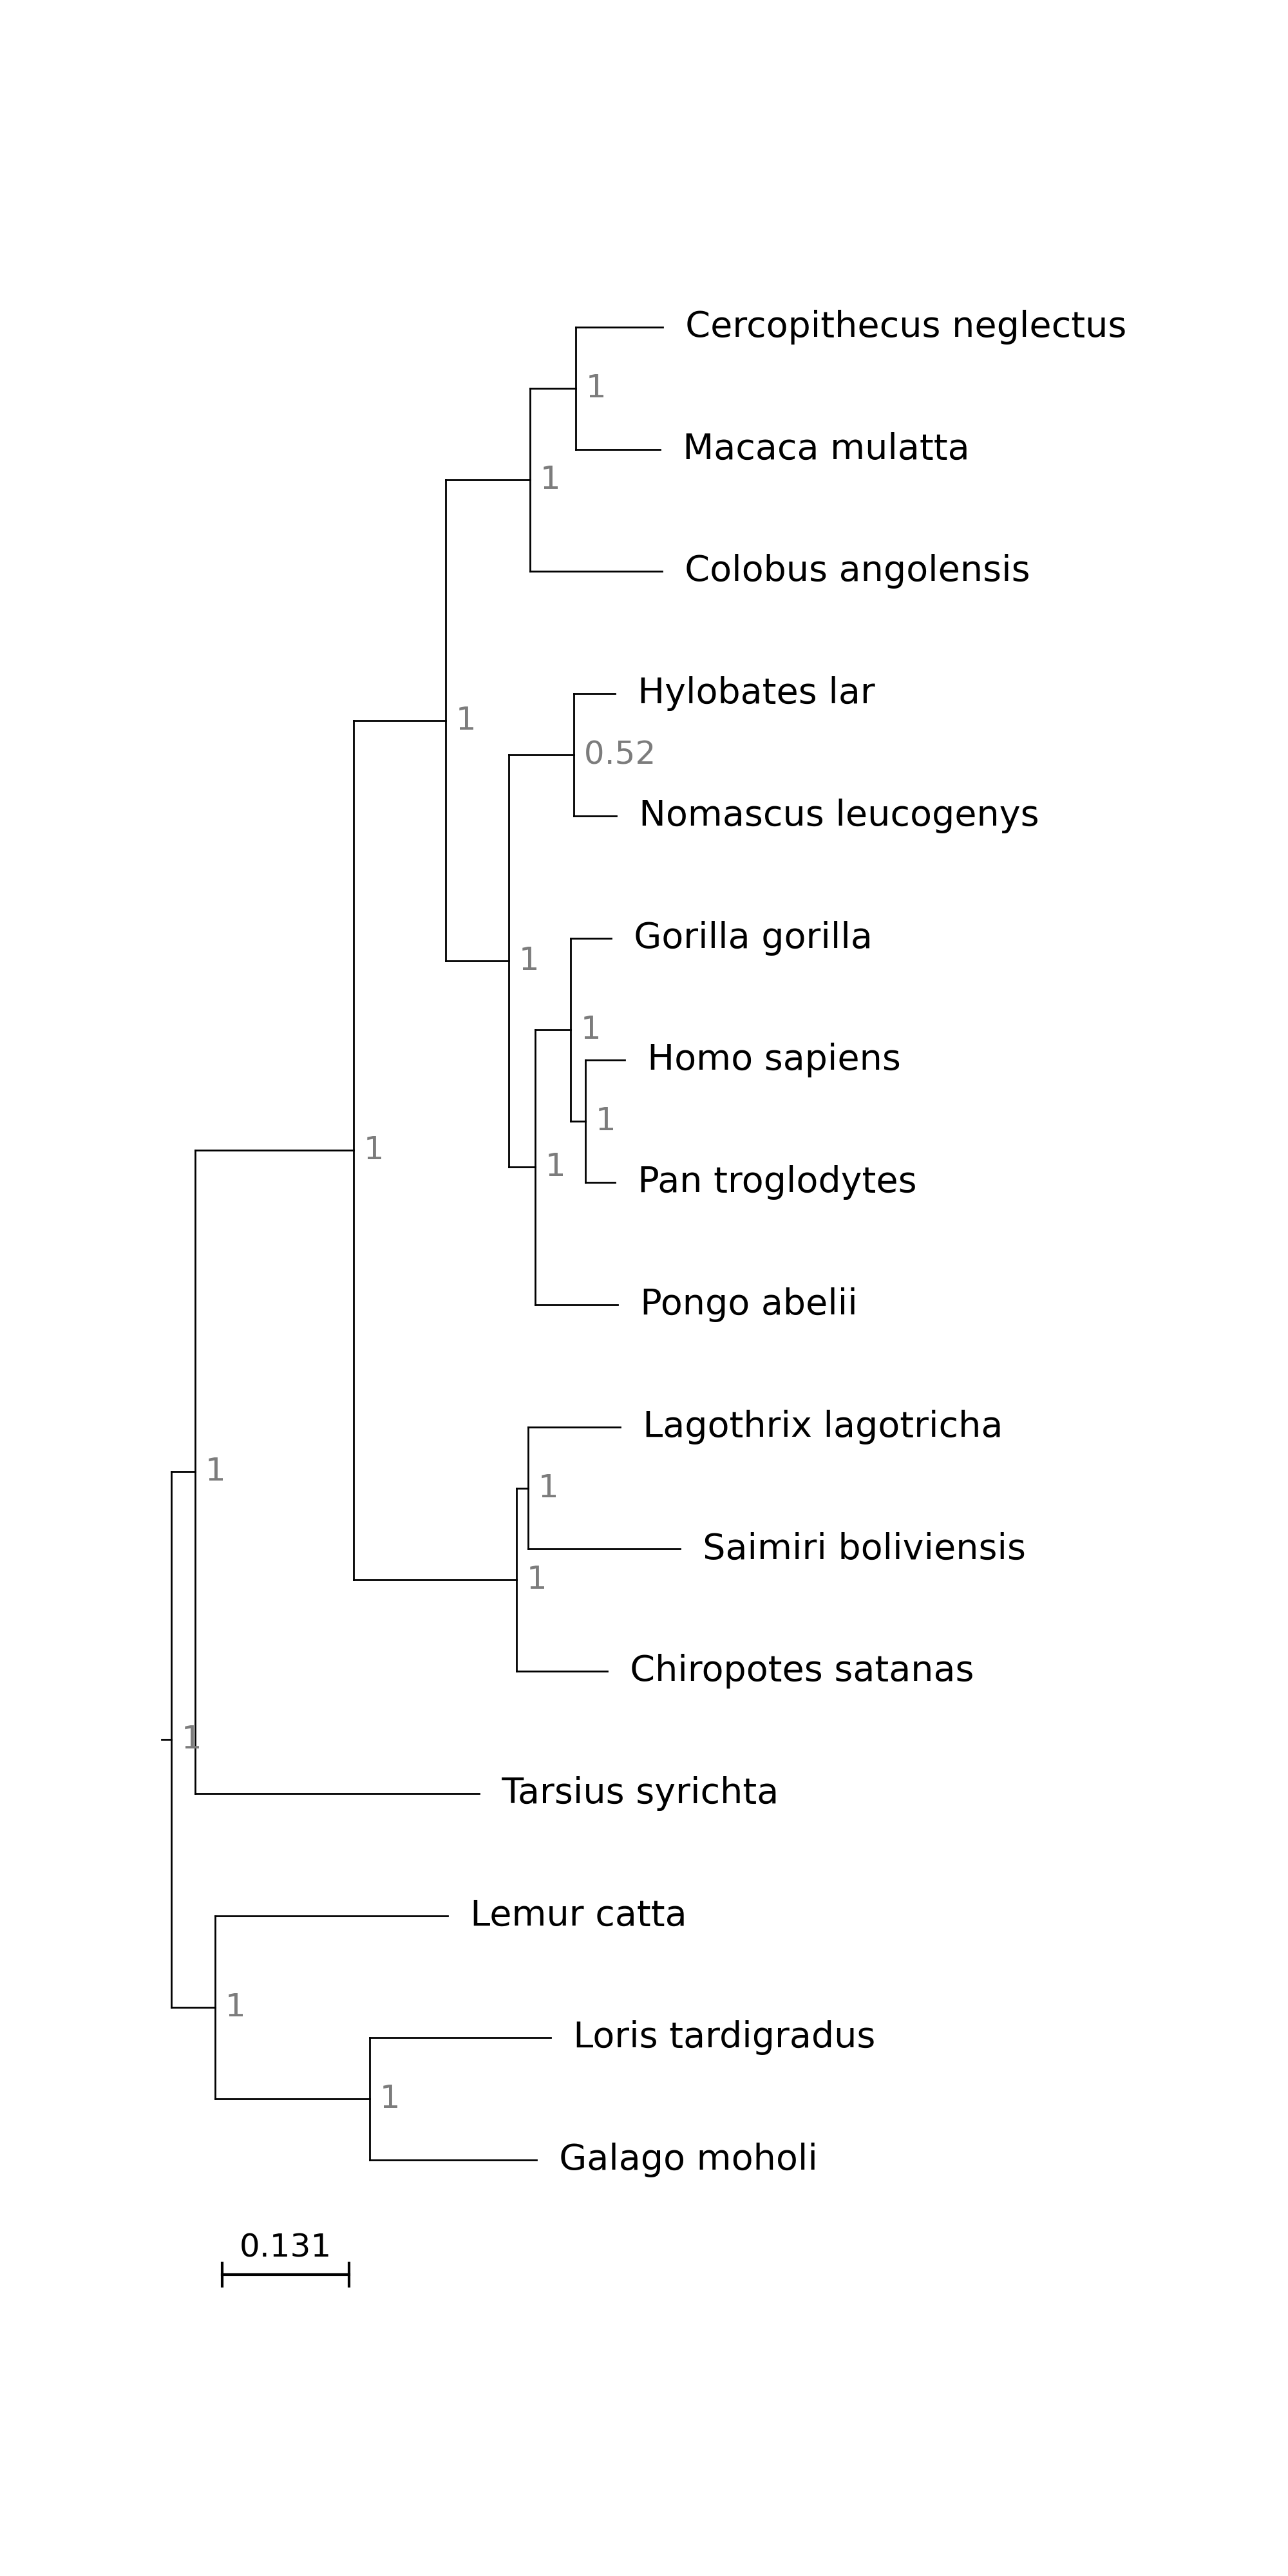 Cercopithecus neglectus
1
Macaca mulatta
1
Colobus angolensis
Hylobates lar
1
0.52
Nomascus leucogenys
Gorilla gorilla
1
1
Homo sapiens
1
1
1
Pan troglodytes
Pongo abelii
Lagothrix lagotricha
1
1
Saimiri boliviensis
1
Chiropotes satanas
1
Tarsius syrichta
Lemur catta
1
Loris tardigradus
1
Galago moholi
0.131